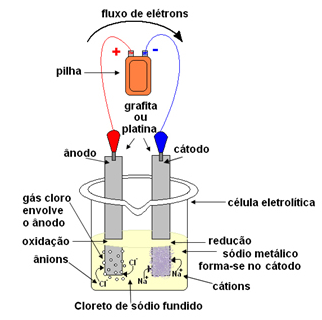 fluxo de elétrons
+
-
pilha
grafita
ou
platina
ânodo
cátodo
gás cloro
envolve
o ânodo
célula eletrolítica
oxidação
redução
ânions
sódio metálico
forma-se no cátodo
Cl-
Cl-
Na+
Na+
cátions
Cloreto de sódio fundido